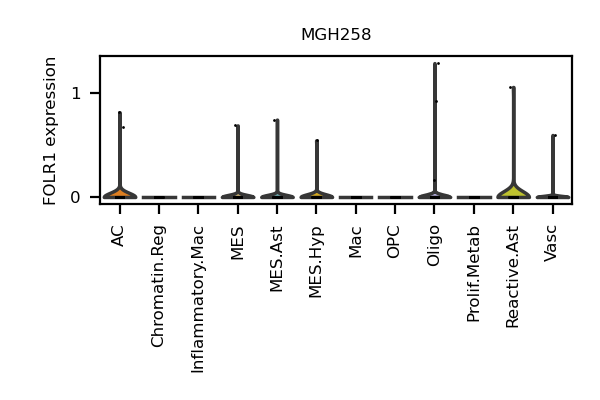 MGH258
FOLR1 expression
1
0
AC
Chromatin.Reg
Inflammatory.Mac
MES
MES.Ast
MES.Hyp
Mac
OPC
Oligo
Prolif.Metab
Reactive.Ast
Vasc